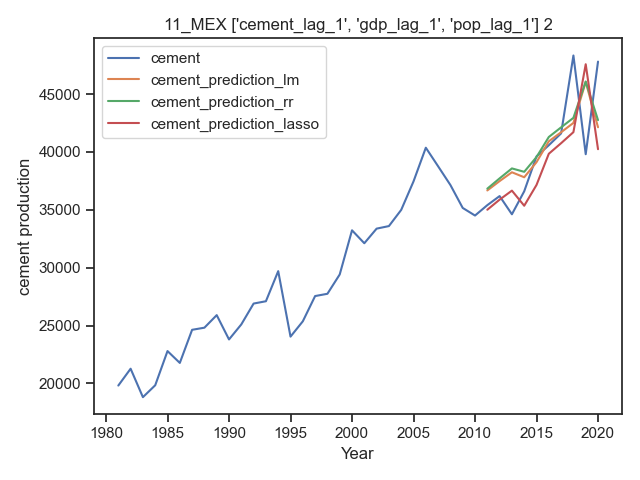 11_MEX ['cement_lag_1', 'gdp_lag_1', 'pop_lag_1'] 2
cement
cement_prediction_lm
cement_prediction_rr
cement_prediction_lasso
cement production
45000
40000
35000
30000
25000
20000
1980 1985 1990 1995 2000 2005 2010 2015 2020
Year